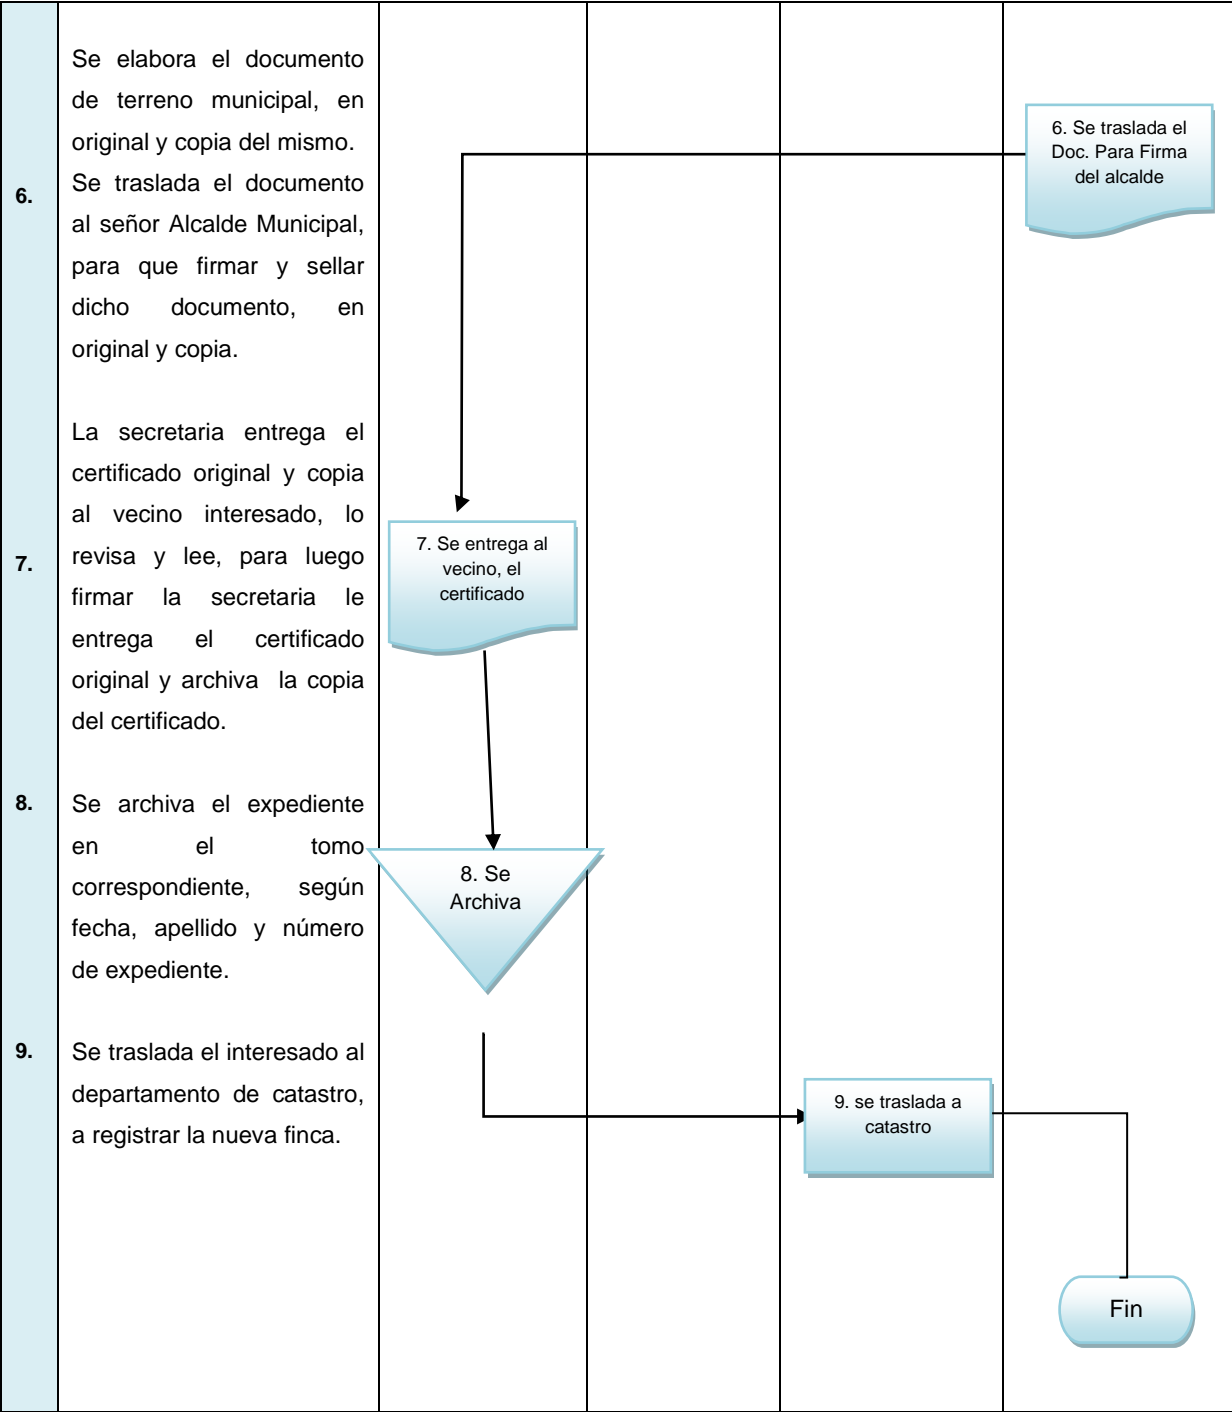 Se elabora el documento
de terreno municipal, en
original y copia del mismo.
6.
Se traslada el documento
al señor Alcalde Municipal,
para que firmar y sellar
dicho documento, en
original y copia.
7.
La secretaria entrega el
certificado original y copia
al vecino interesado, lo
revisa y lee, para luego
firmar la secretaria le
entrega el certificado
original y archiva la copia
del certificado.
8.
Se archiva el expediente
en el tomo
correspondiente, según
fecha, apellido y número
de expediente.
9.
Se traslada el interesado al
departamento de catastro,
a registrar la nueva finca.
6. Se traslada el
Doc. Para Firma
del alcalde
7. Se entrega al
vecino, el
certificado
8. Se
Archiva
9. se traslada a
catastro
Fin